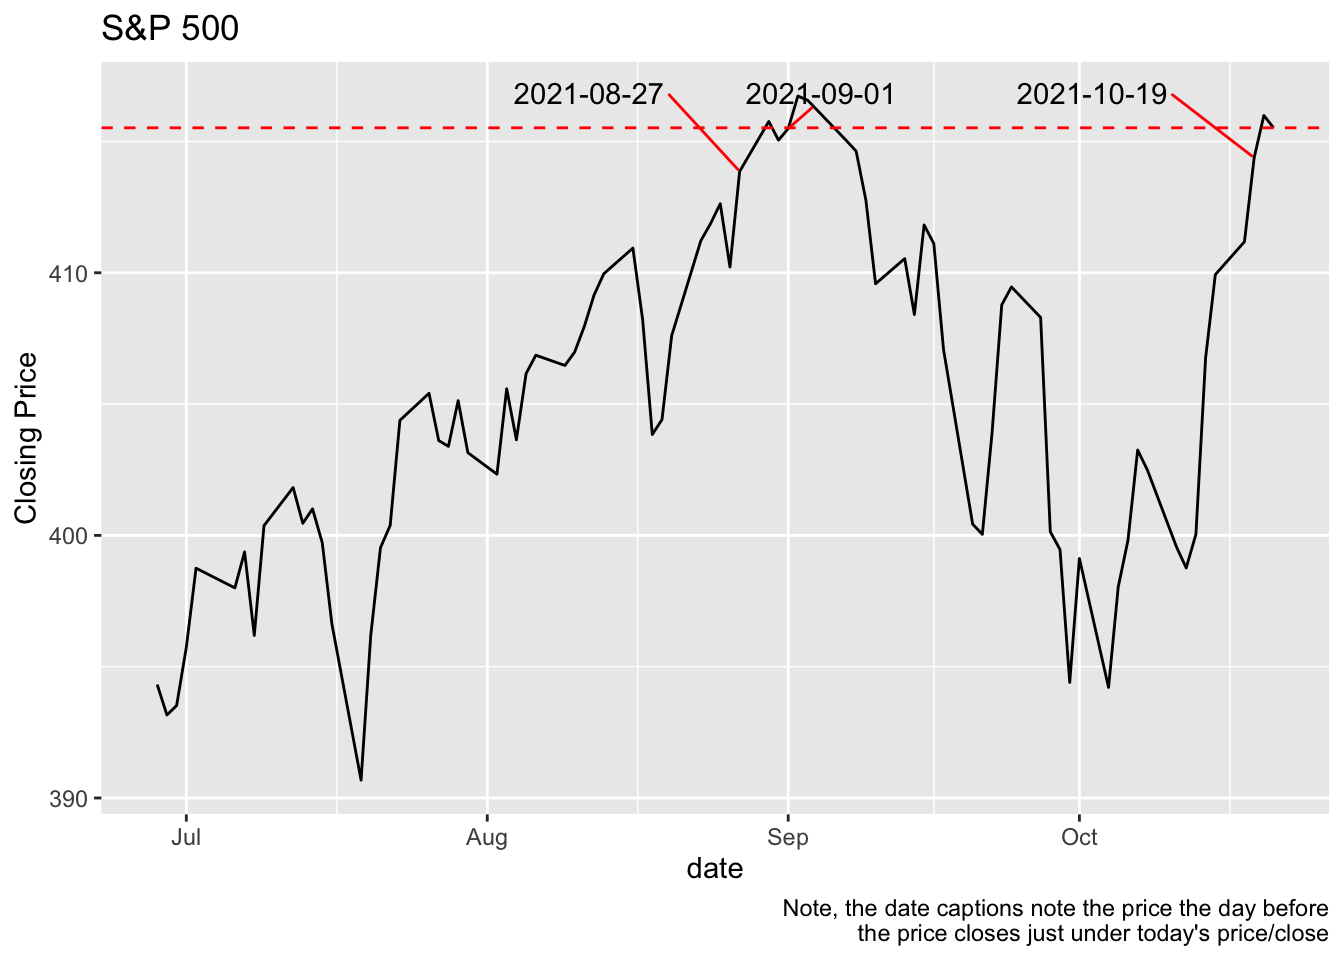 S&P 500
2021-08-27
2021-09-01
2021-10-19
Closing Price
410
400
390
Jul
Aug
Sep
Oct
date
Note, the date captions note the price the day before
the price closes just under today's price/close